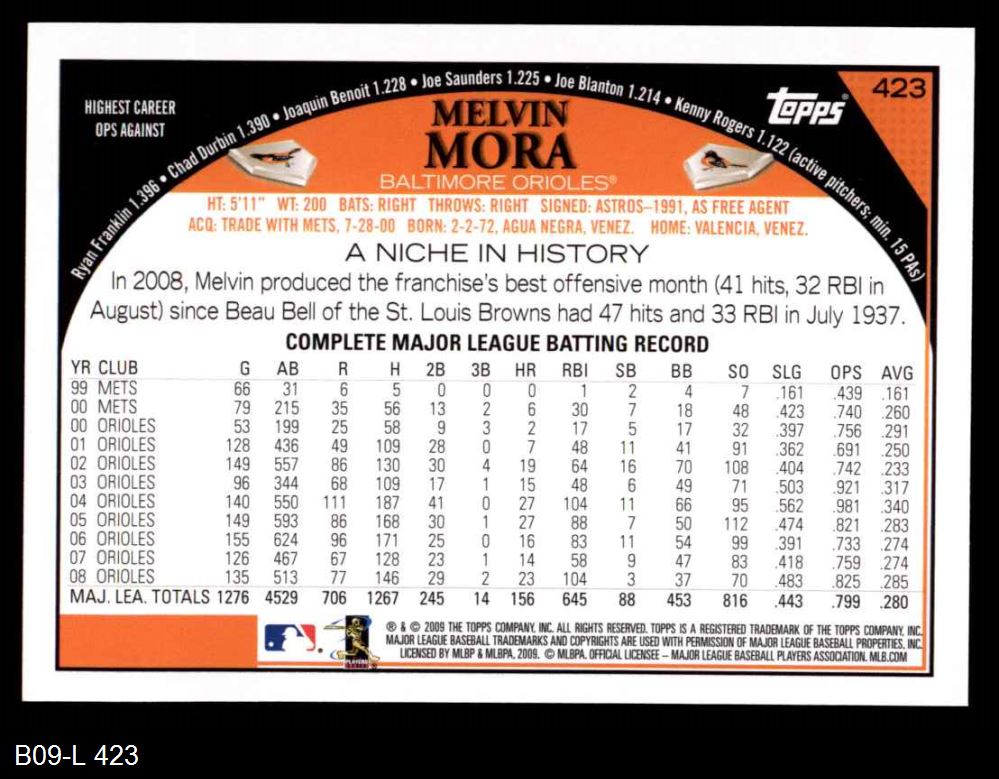 423
topps®
HIGHEST CAREER
OPS AGAINST
Ryan Franklin 1.396 • Chad Durbin 1.390 • Joaquin Benoit 1.228 • Joe Saunders 1.225 • Joe Blanton 1.214 • Kenny Rogers 1.122 (active pitchers; min. 15 PAs)
MELVIN
MORA
BALTIMORE ORIOLES®
HT: 5'11" WT: 200 BATS: RIGHT THROWS: RIGHT SIGNED: ASTROS–1991, AS FREE AGENT
ACQ: TRADE WITH METS, 7-28-00 BORN: 2-2-72, AGUA NEGRA, VENEZ. HOME: VALENCIA, VENEZ.
A NICHE IN HISTORY
In 2008, Melvin produced the franchise's best offensive month (41 hits, 32 RBI in
August) since Beau Bell of the St. Louis Browns had 47 hits and 33 RBI in July 1937.
COMPLETE MAJOR LEAGUE BATTING RECORD
YR CLUB G AB R H 2B 3B HR RBI SB BB SO SLG OPS AVG
99 METS 66 31 6 5 0 0 0 1 2 4 7 .161 .439 .161
00 METS 79 215 35 56 13 2 6 30 7 18 48 .423 .740 .260
00 ORIOLES 53 199 25 58 9 3 2 17 5 17 32 .397 .756 .291
01 ORIOLES 128 436 49 109 28 0 7 48 11 41 91 .362 .691 .250
02 ORIOLES 149 557 86 130 30 4 19 64 16 70 108 .404 .742 .233
03 ORIOLES 96 344 68 109 17 1 15 48 6 49 71 .503 .921 .317
04 ORIOLES 140 550 111 187 41 0 27 104 11 66 95 .562 .981 .340
05 ORIOLES 149 593 86 168 30 1 27 88 7 50 112 .474 .821 .283
06 ORIOLES 155 624 96 171 25 0 16 83 11 54 99 .391 .733 .274
07 ORIOLES 126 467 67 128 23 1 14 58 9 47 83 .418 .759 .274
08 ORIOLES 135 513 77 146 29 2 23 104 3 37 70 .483 .825 .285
MAJ. LEA. TOTALS 1276 4529 706 1267 245 14 156 645 88 453 816 .443 .799 .280
® & © 2009 THE TOPPS COMPANY, INC. ALL RIGHTS RESERVED. TOPPS IS A REGISTERED TRADEMARK OF THE TOPPS COMPANY, INC.
MAJOR LEAGUE BASEBALL TRADEMARKS AND COPYRIGHTS ARE USED WITH PERMISSION OF MAJOR LEAGUE BASEBALL PROPERTIES, INC.
LICENSED BY MLBP & MLBPA, 2009. © MLBPA. OFFICIAL LICENSEE – MAJOR LEAGUE BASEBALL PLAYERS ASSOCIATION. MLB.COM
B09-L 423